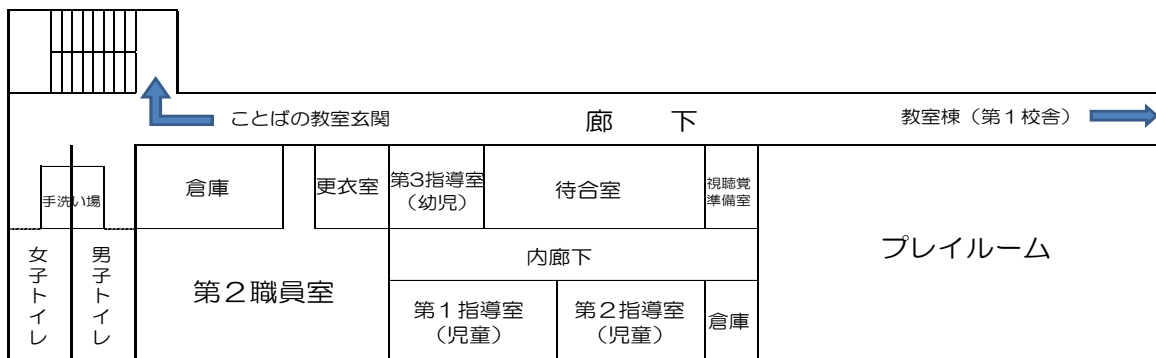 ことばの教室玄関
廊　下
教室棟（第１校舎）
手洗い場
倉庫
更衣室
第3指導室
（幼児）
待合室
視聴覚
準備室
プレイルーム
内廊下
女子トイレ
男子トイレ
第２職員室
第１指導室
（児童）
第２指導室
（児童）
倉庫